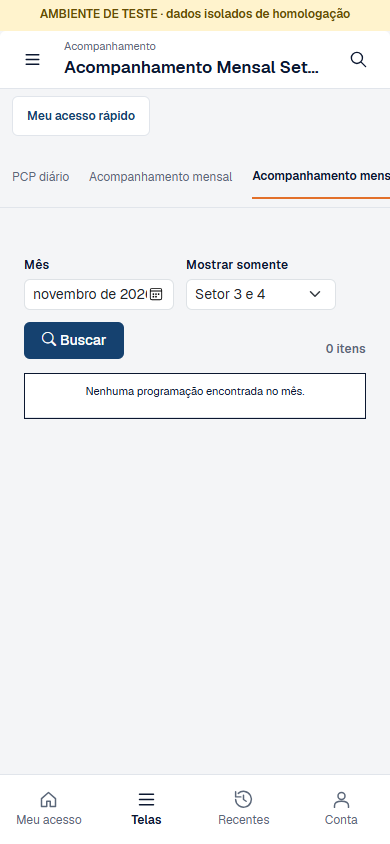 AMBIENTE DE TESTE · dados isolados de homologação
Acompanhamento
Acompanhamento Mensal Set...
Meu acesso rápido
PCP diário
Acompanhamento mensal
Acompanhamento mens
Mês
Mostrar somente
novembro de 202
Setor 3 e 4
Buscar
0 itens
Nenhuma programação encontrada no mês.
Meu acesso
Telas
Recentes
Conta